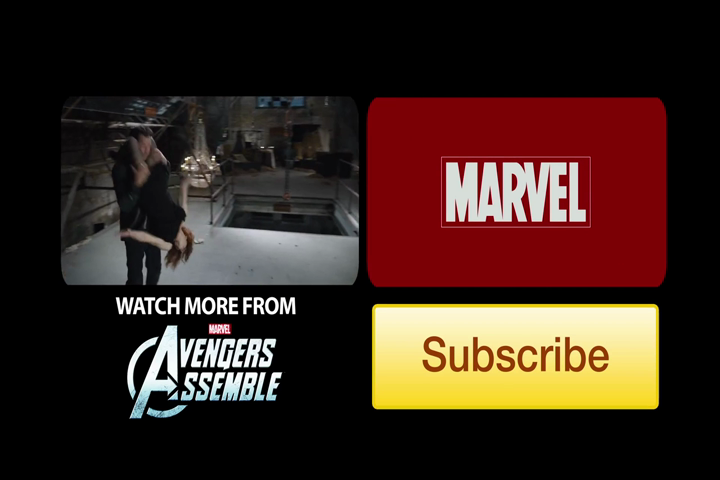 MARVEL
WATCH MORE FROM
MARVEL
AVENGERS
ASSEMBLE
Subscribe